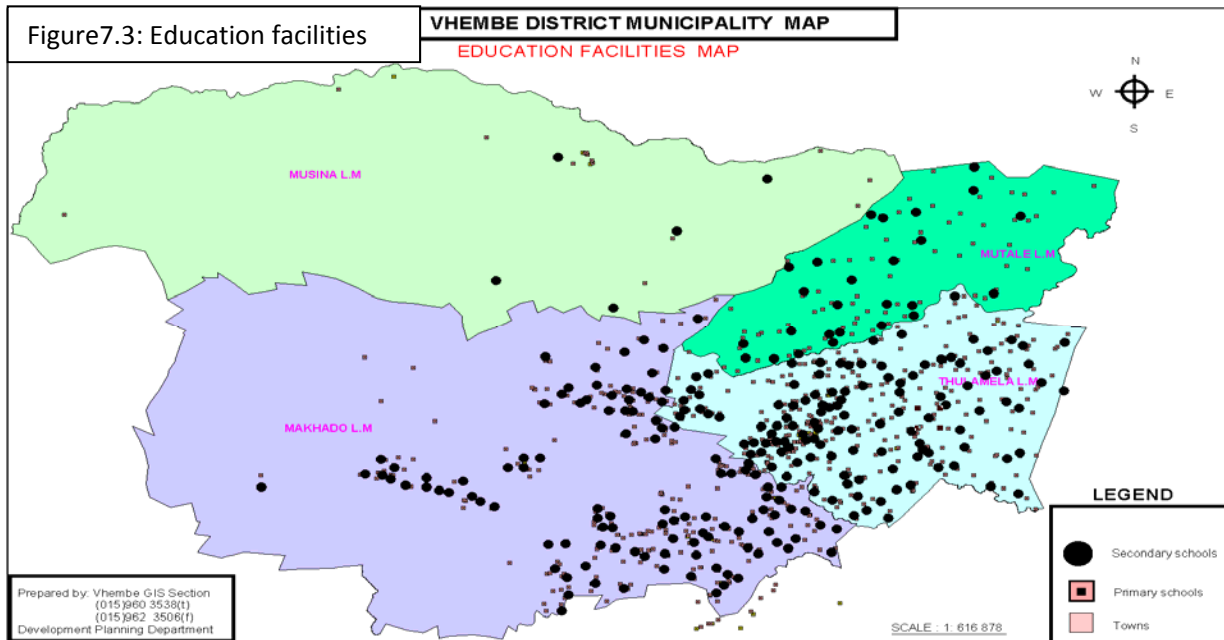 Figure7.3: Education facilities
VHEMBE DISTRICT MUNICIPALITY MAP
EDUCATION FACILITIES MAP
N
W E
S
MUSINA L.M
MUTALE L.M
THULAMELA L.M
MAKHADO L.M
LEGEND
Secondary schools
Primary schools
Towns
Prepared by: Vhembe GIS Section
(015)960 3538(t)
(015)962 3506(f)
Development Planning Department
SCALE : 1: 616 878